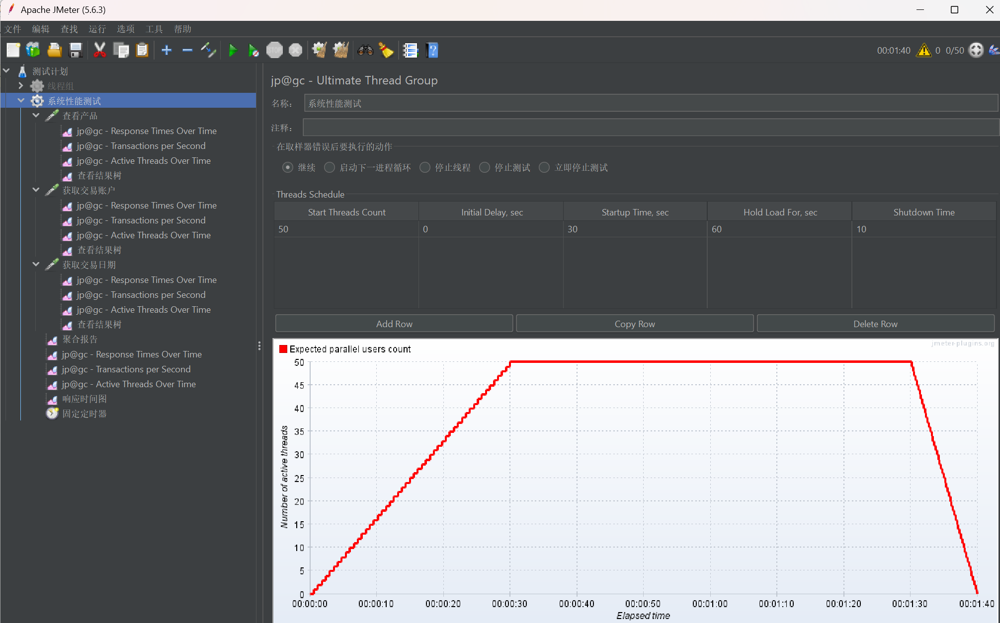 Apache JMeter (5.6.3)
文件 编辑 查找 运行 选项 工具 帮助
STOP
00:01:40 0 0/50
测试计划
线程组
系统性能测试
查看产品
jp@gc - Response Times Over Time
jp@gc - Transactions per Second
jp@gc - Active Threads Over Time
查看结果树
获取交易账户
jp@gc - Response Times Over Time
jp@gc - Transactions per Second
jp@gc - Active Threads Over Time
查看结果树
获取交易日期
jp@gc - Response Times Over Time
jp@gc - Transactions per Second
jp@gc - Active Threads Over Time
查看结果树
聚合报告
jp@gc - Response Times Over Time
jp@gc - Transactions per Second
jp@gc - Active Threads Over Time
响应时间图
固定定时器
jp@gc - Ultimate Thread Group
名称： 系统性能测试
注释：
在取样器错误后要执行的动作
继续 启动下一进程循环 停止线程 停止测试 立即停止测试
Threads Schedule
Start Threads Count Initial Delay, sec Startup Time, sec Hold Load For, sec Shutdown Time
50 0 30 60 10
Add Row Copy Row Delete Row
jmeter-plugins.org
Expected parallel users count
50
45
40
35
30
25
20
15
10
5
0
Number of active threads
00:00:00 00:00:10 00:00:20 00:00:30 00:00:40 00:00:50 00:01:00 00:01:10 00:01:20 00:01:30 00:01:40
Elapsed time